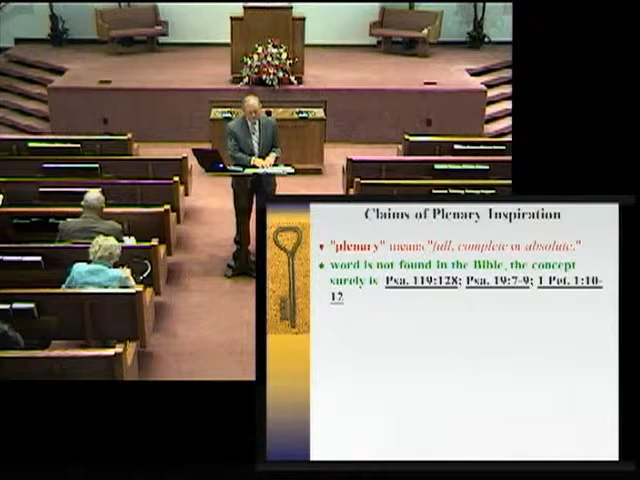 Claims of Plenary Inspiration
"plenary" means "full, complete or absolute."
word is not found in the Bible, the concept
surely is Psa. 119:128; Psa. 19:7-9; 1 Pet. 1:10-
12